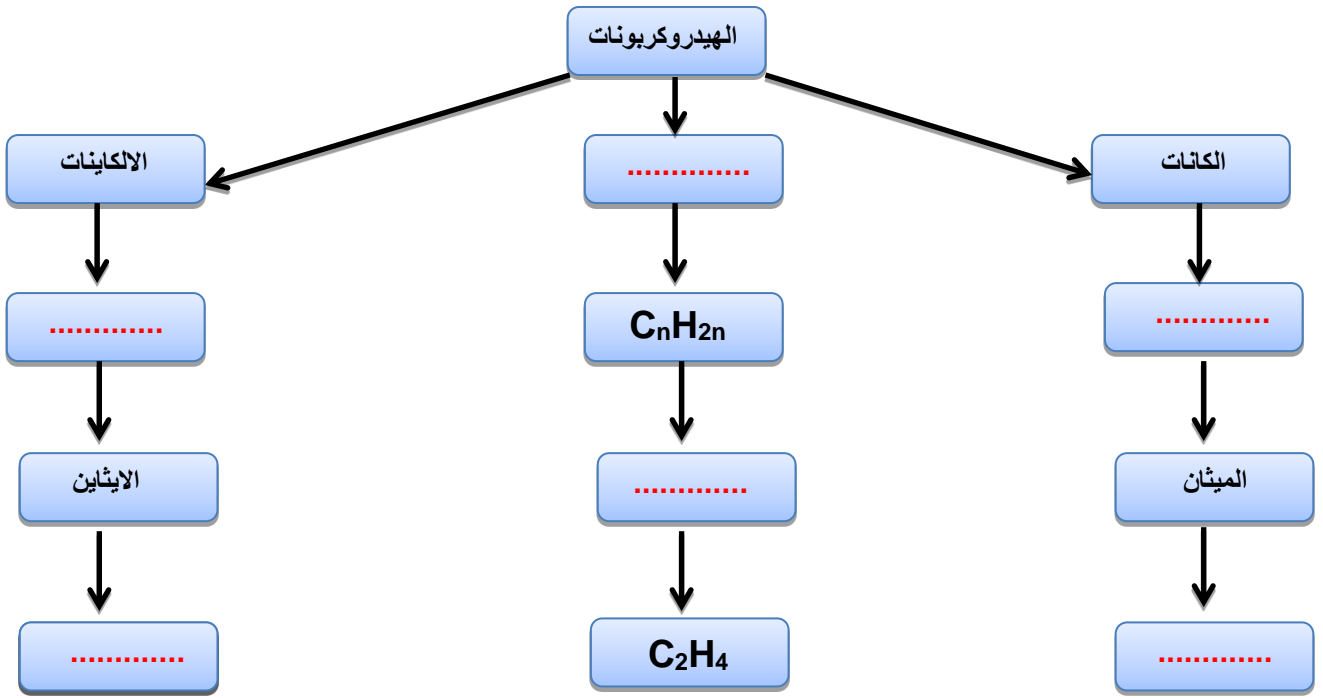 الهيدروكربونات
الكانات
..............
الالكاينات
.............
CₙH₂ₙ
.............
الميثان
.............
الايثاين
.............
C₂H₄
.............